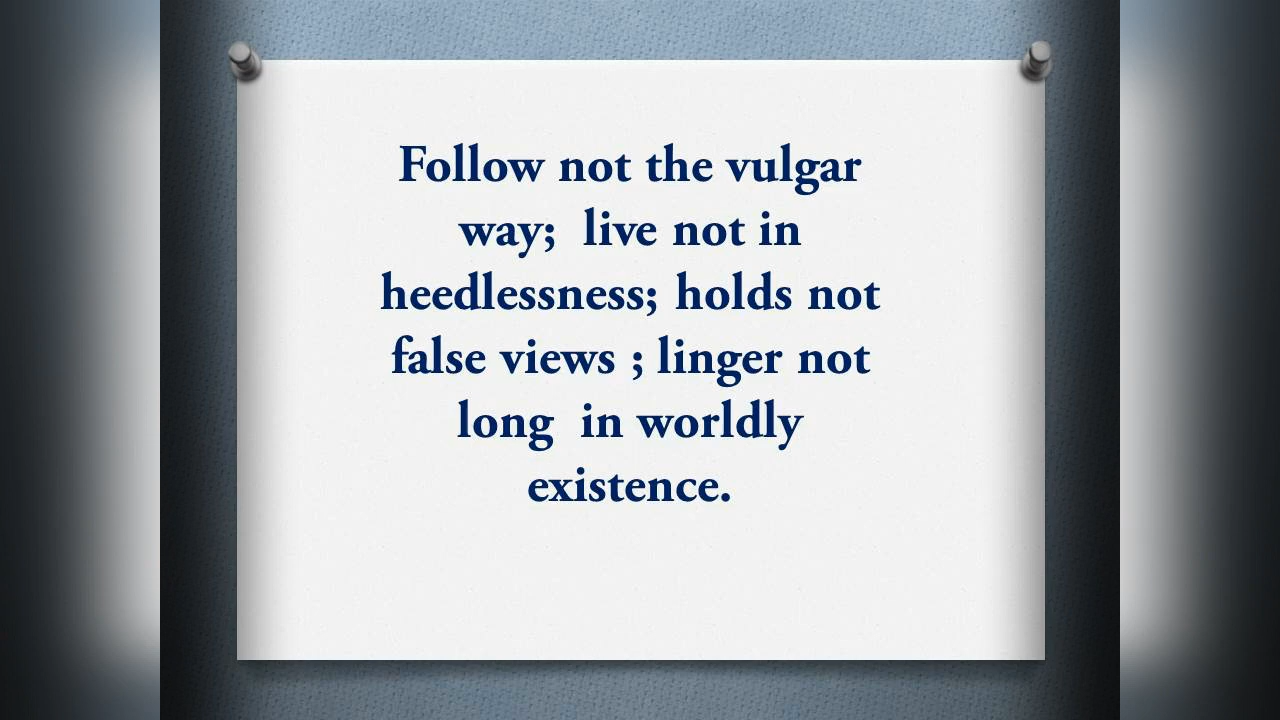 Follow not the vulgar
way;  live not in
heedlessness; holds not
false views ; linger not
long  in worldly
existence.